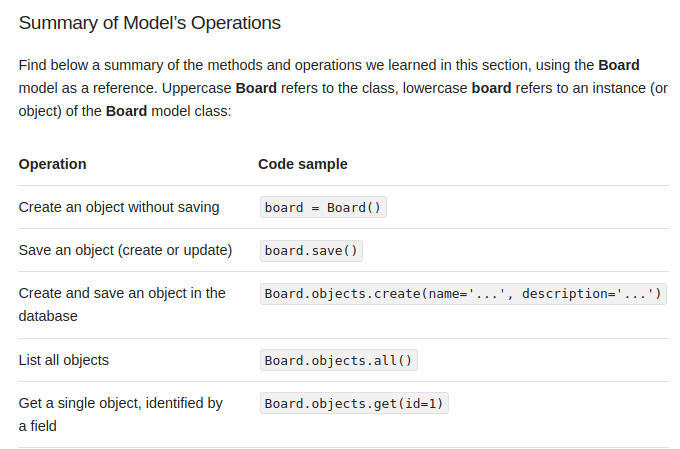 Summary of Model’s Operations
Find below a summary of the methods and operations we learned in this section, using the Board
model as a reference. Uppercase Board refers to the class, lowercase board refers to an instance (or
object) of the Board model class:
Operation Code sample
Create an object without saving board = Board()
Save an object (create or update) board.save()
Create and save an object in the Board.objects.create(name='...', description='...')
database
List all objects Board.objects.all()
Get a single object, identified by Board.objects.get(id=1)
a field